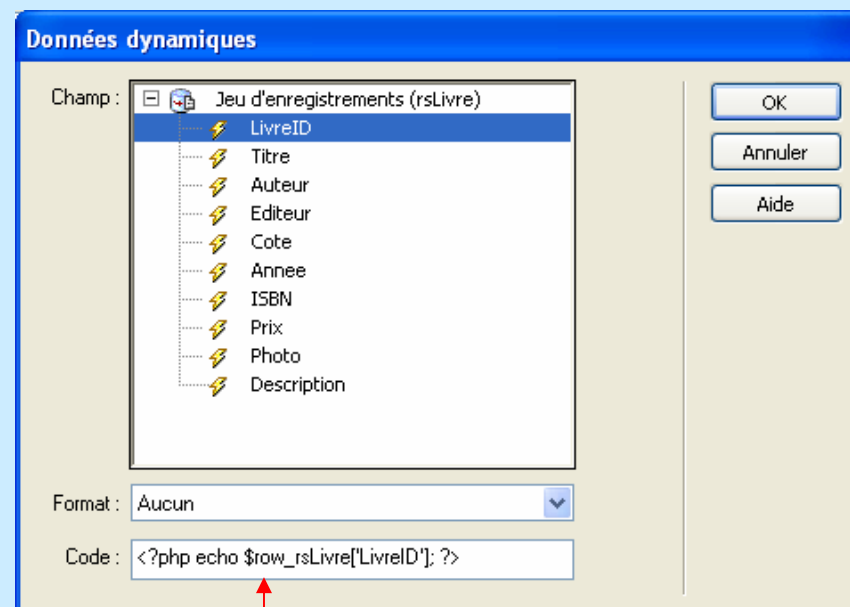 Données dynamiques
Champ :
Jeu d'enregistrements (rsLivre)
LivreID
Titre
Auteur
Editeur
Cote
Annee
ISBN
Prix
Photo
Description
OK
Annuler
Aide
Format : Aucun
Code : <?php echo $row_rsLivre['LivreID']; ?>